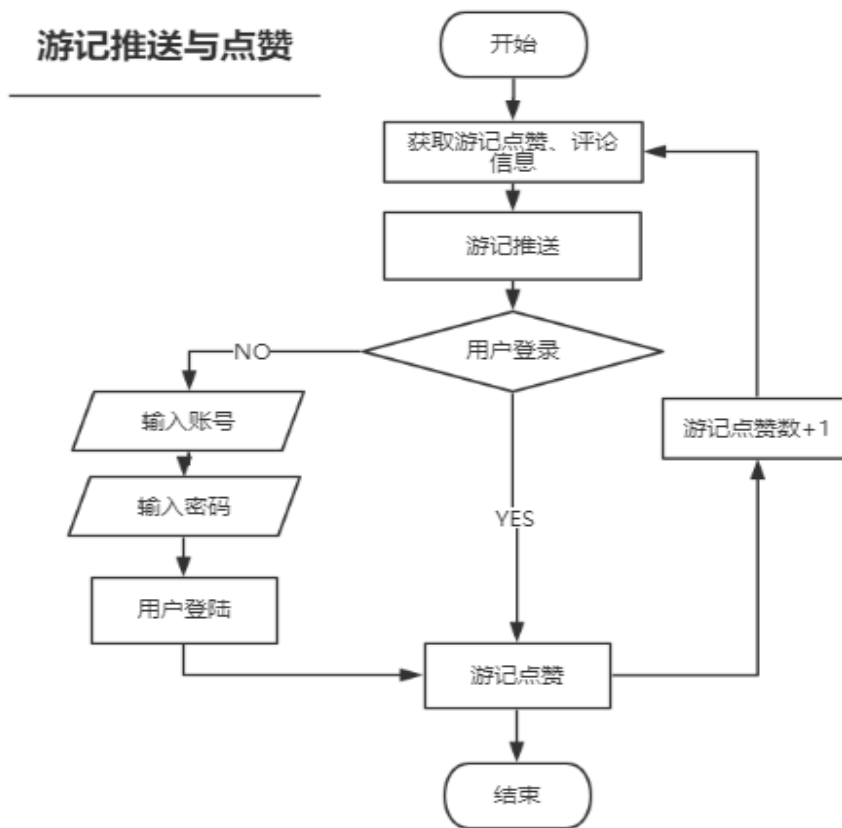 游记推送与点赞
开始
获取游记点赞、评论
信息
游记推送
用户登录
NO
输入账号
游记点赞数+1
输入密码
YES
用户登陆
游记点赞
结束